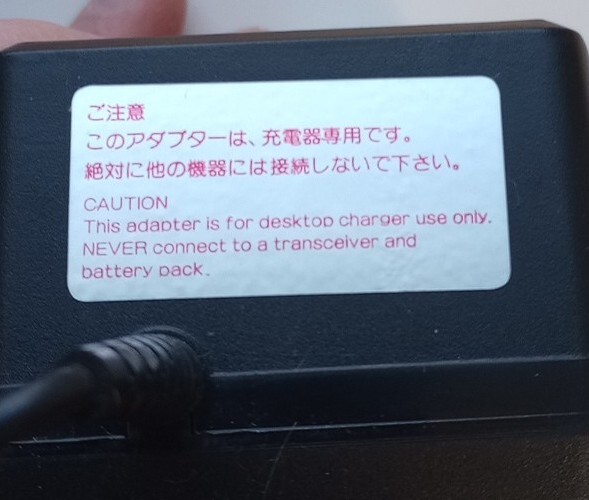 ご注意
このアダプターは、充電器専用です。
絶対に他の機器には接続しないで下さい。
CAUTION
This adapter is for desktop charger use only.
NEVER connect to a transceiver and
battery pack.